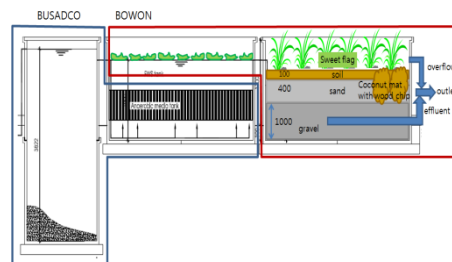 BUSADCO
BOWON
Sweet flag
100
soil
400
sand
Coconut mat
with wood chip
1000
gravel
overflow
outlet
effluent
Anaerobic media tank